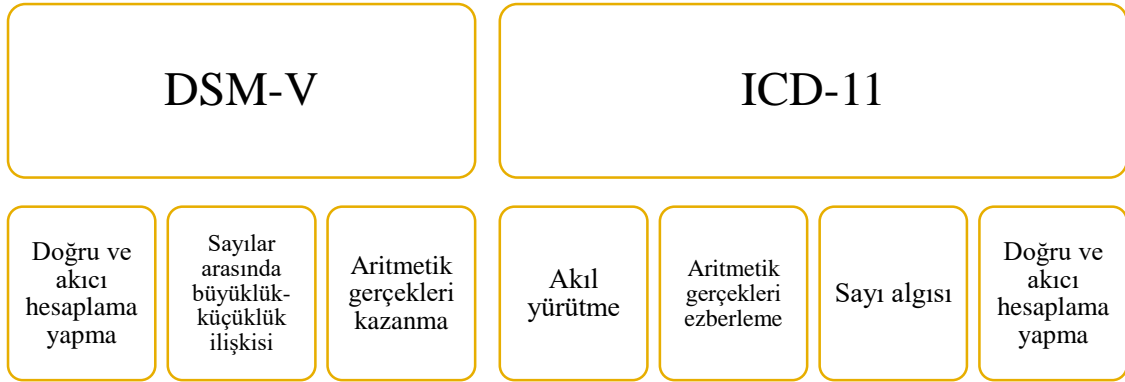 DSM-V
ICD-11
Doğru ve
akıcı
hesaplama
yapma
Sayılar
arasında
büyüklük-
küçüklük
ilişkisi
Aritmetik
gerçekleri
kazanma
Akıl
yürütme
Aritmetik
gerçekleri
ezberleme
Sayı algısı
Doğru ve
akıcı
hesaplama
yapma